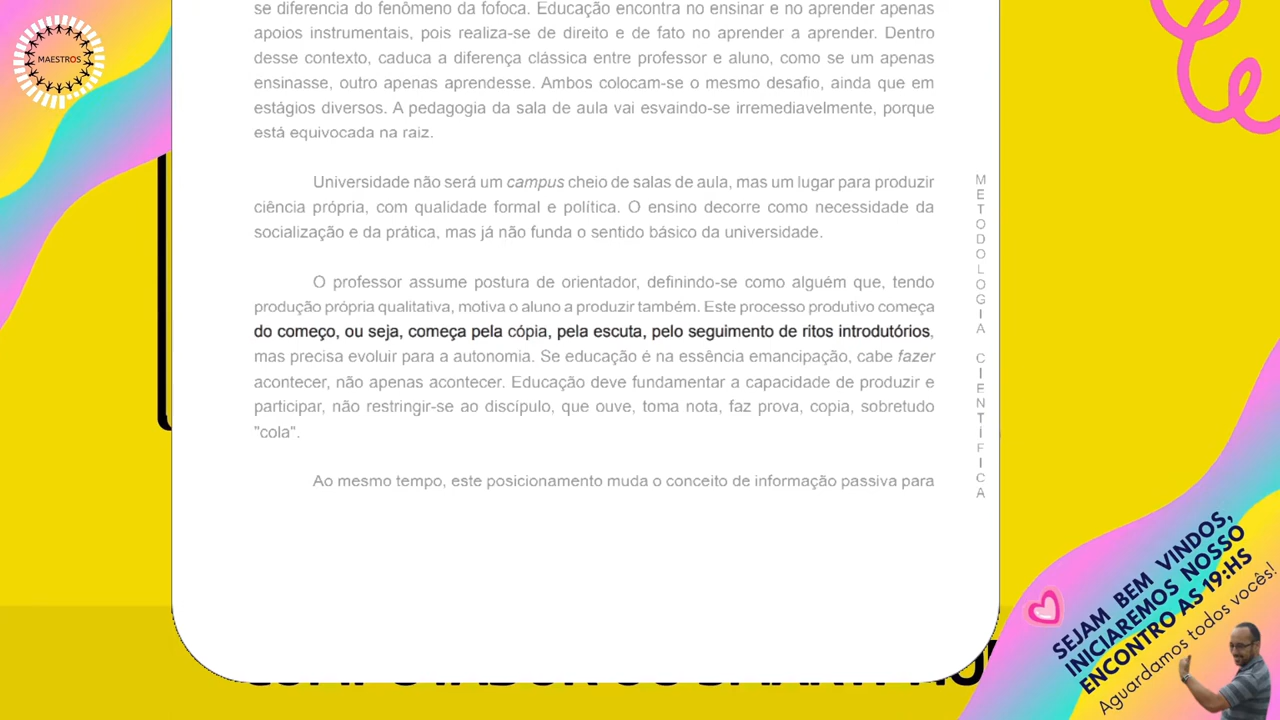 MAESTROS
se diferencia do fenômeno da fofoca. Educação encontra no ensinar e no aprender apenas
apoios instrumentais, pois realiza-se de direito e de fato no aprender a aprender. Dentro
desse contexto, caduca a diferença clássica entre professor e aluno, como se um apenas
ensinasse, outro apenas aprendesse. Ambos colocam-se o mesmo desafio, ainda que em
estágios diversos. A pedagogia da sala de aula vai esvaindo-se irremediavelmente, porque
está equivocada na raiz.
Universidade não será um campus cheio de salas de aula, mas um lugar para produzir
ciência própria, com qualidade formal e política. O ensino decorre como necessidade da
socialização e da prática, mas já não funda o sentido básico da universidade.
O professor assume postura de orientador, definindo-se como alguém que, tendo
produção própria qualitativa, motiva o aluno a produzir também. Este processo produtivo começa
do começo, ou seja, começa pela cópia, pela escuta, pelo seguimento de ritos introdutórios,
mas precisa evoluir para a autonomia. Se educação é na essência emancipação, cabe fazer
acontecer, não apenas acontecer. Educação deve fundamentar a capacidade de produzir e
participar, não restringir-se ao discípulo, que ouve, toma nota, faz prova, copia, sobretudo
"cola".
Ao mesmo tempo, este posicionamento muda o conceito de informação passiva para
METODOLOGIA CIENTÍFICA
SEJAM BEM VINDOS,
INICIAREMOS NOSSO
ENCONTRO AS 19:HS
Aguardamos todos vocês!